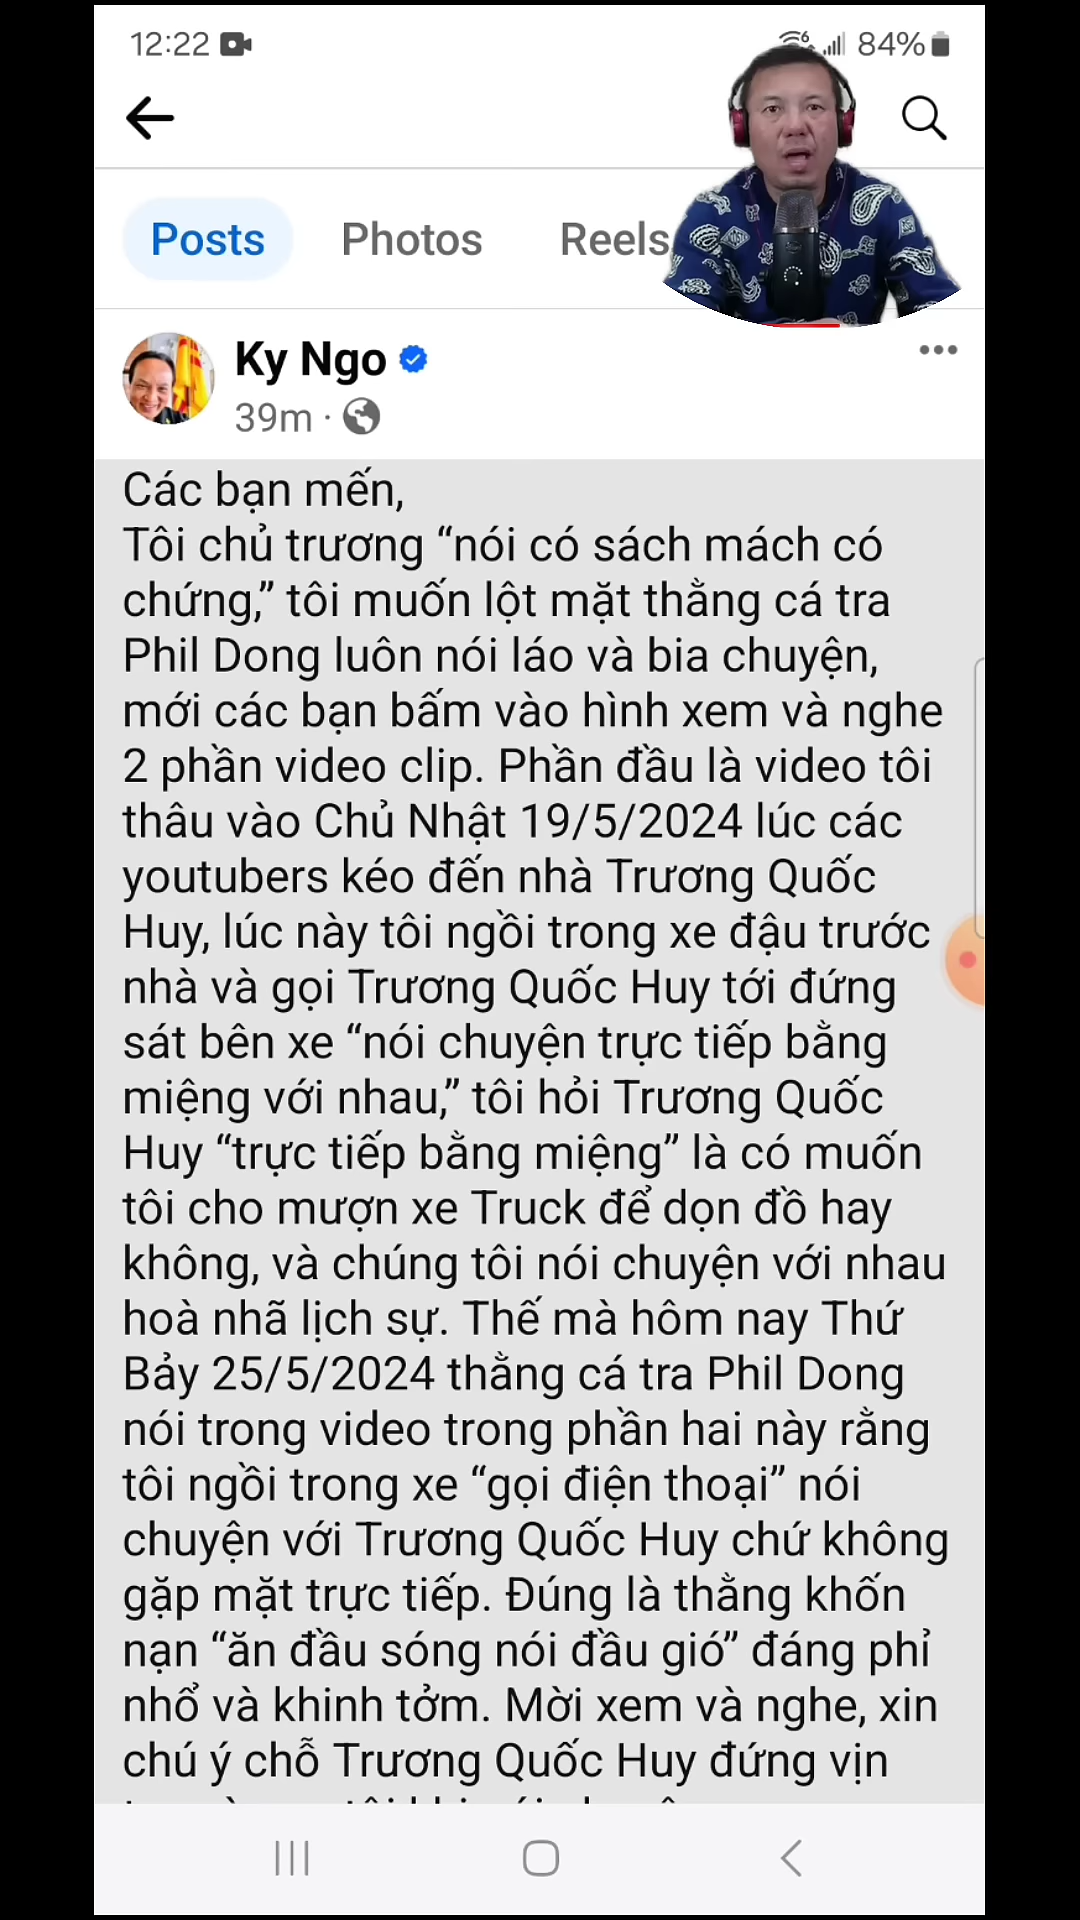 12:22
84%
Posts Photos Reels
Ky Ngo
39m ·
Các bạn mến,
Tôi chủ trương “nói có sách mách có
chứng,” tôi muốn lột mặt thằng cá tra
Phil Dong luôn nói láo và bia chuyện,
mới các bạn bấm vào hình xem và nghe
2 phần video clip. Phần đầu là video tôi
thâu vào Chủ Nhật 19/5/2024 lúc các
youtubers kéo đến nhà Trương Quốc
Huy, lúc này tôi ngồi trong xe đậu trước
nhà và gọi Trương Quốc Huy tới đứng
sát bên xe “nói chuyện trực tiếp bằng
miệng với nhau,” tôi hỏi Trương Quốc
Huy “trực tiếp bằng miệng” là có muốn
tôi cho mượn xe Truck để dọn đồ hay
không, và chúng tôi nói chuyện với nhau
hoà nhã lịch sự. Thế mà hôm nay Thứ
Bảy 25/5/2024 thằng cá tra Phil Dong
nói trong video trong phần hai này rằng
tôi ngồi trong xe “gọi điện thoại” nói
chuyện với Trương Quốc Huy chứ không
gặp mặt trực tiếp. Đúng là thằng khốn
nạn “ăn đầu sóng nói đầu gió” đáng phỉ
nhổ và khinh tởm. Mời xem và nghe, xin
chú ý chỗ Trương Quốc Huy đứng vịn